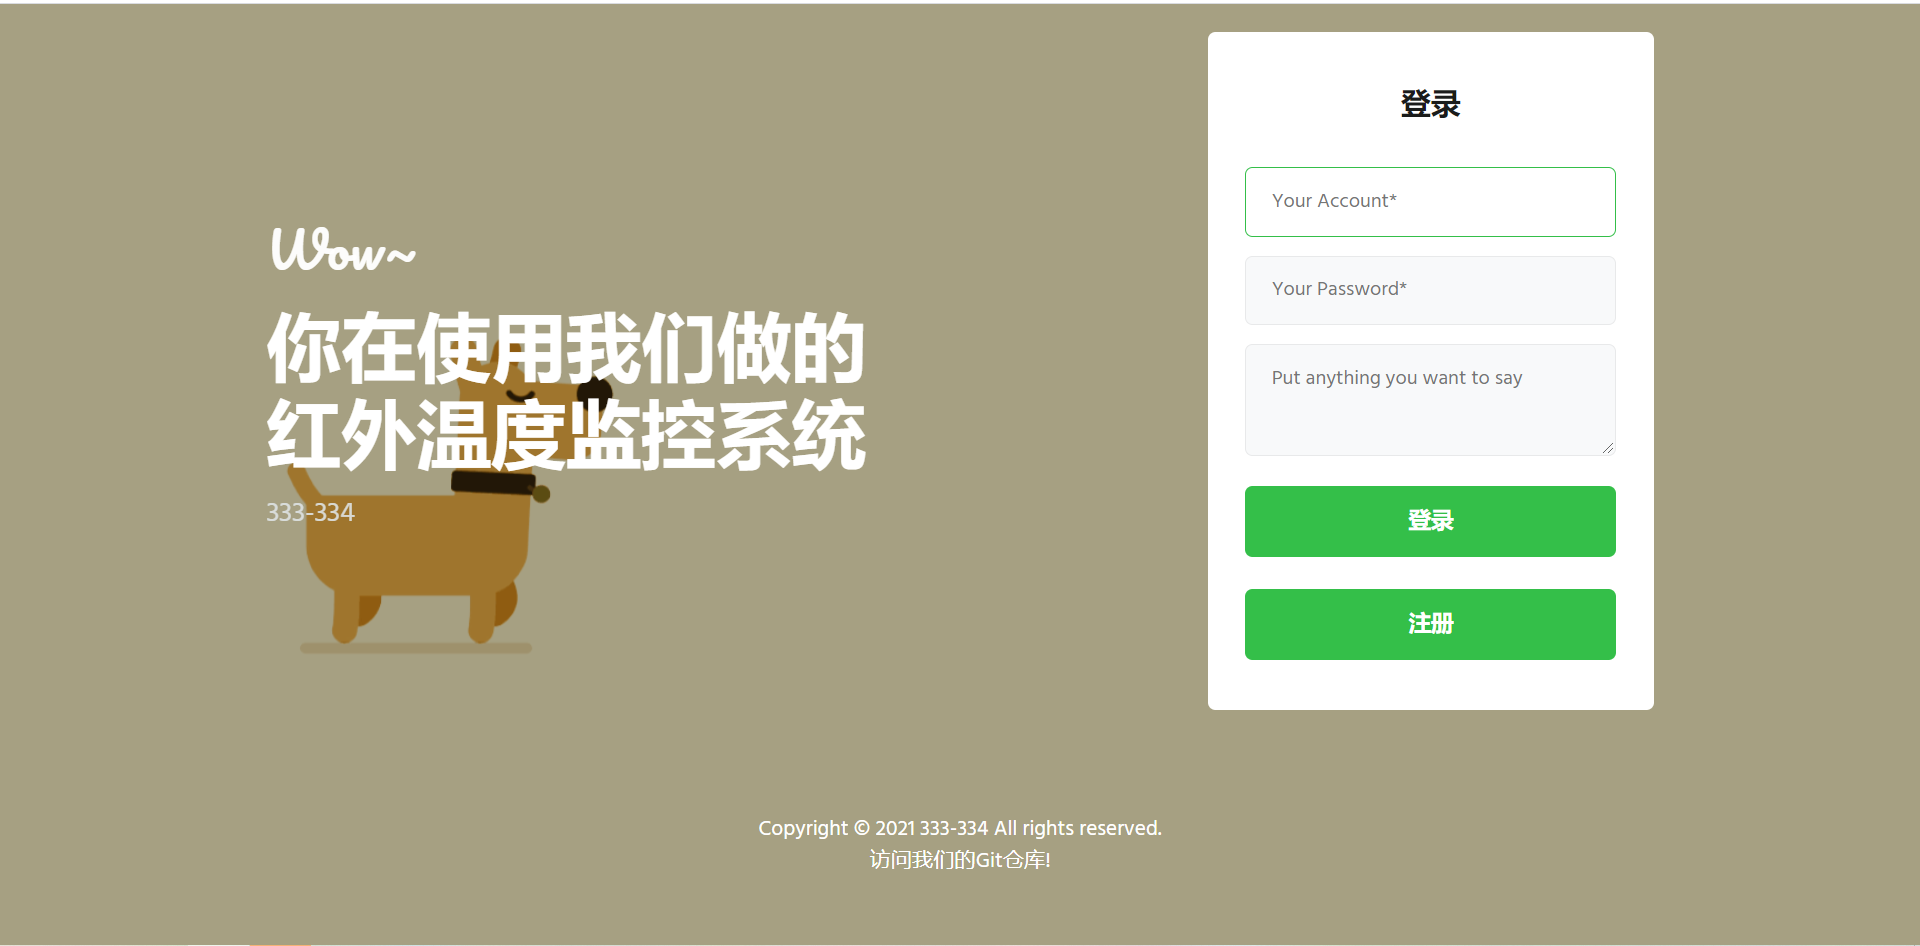 Wow~
你在使用我们做的
红外温度监控系统
333-334
登录
Your Account*
Your Password*
Put anything you want to say
登录
注册
Copyright © 2021 333-334 All rights reserved.
访问我们的Git仓库!